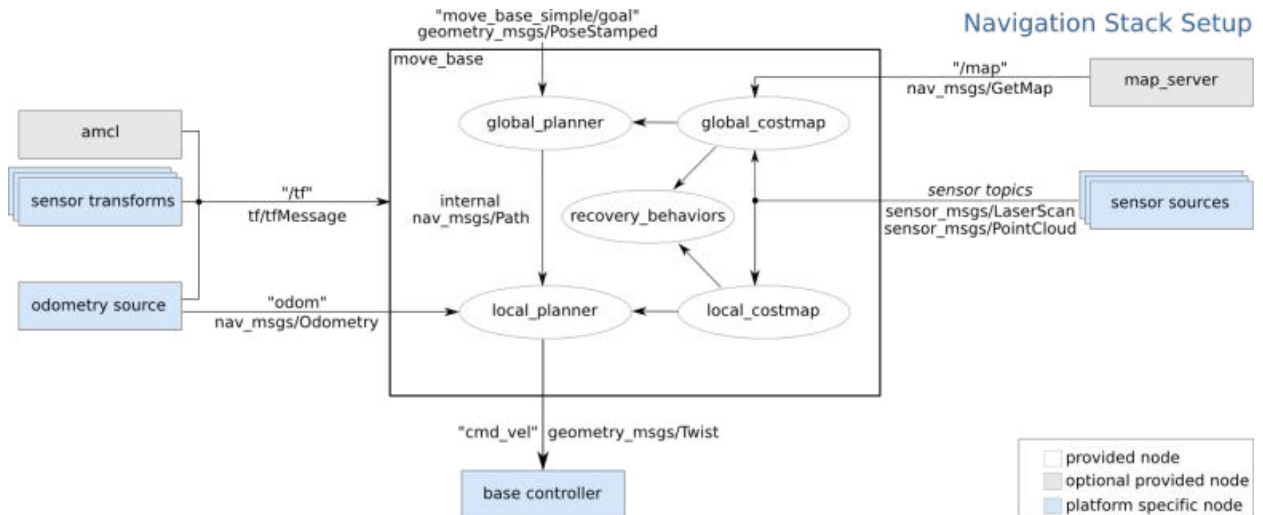 Navigation Stack Setup
"move_base_simple/goal"
geometry_msgs/PoseStamped
move_base
"/map"
nav_msgs/GetMap
map_server
amcl
global_planner
global_costmap
sensor transforms
"/tf"
tf/tfMessage
internal
nav_msgs/Path
recovery_behaviors
sensor topics
sensor_msgs/LaserScan
sensor_msgs/PointCloud
sensor sources
odometry source
"odom"
nav_msgs/Odometry
local_planner
local_costmap
"cmd_vel" geometry_msgs/Twist
base controller
provided node
optional provided node
platform specific node